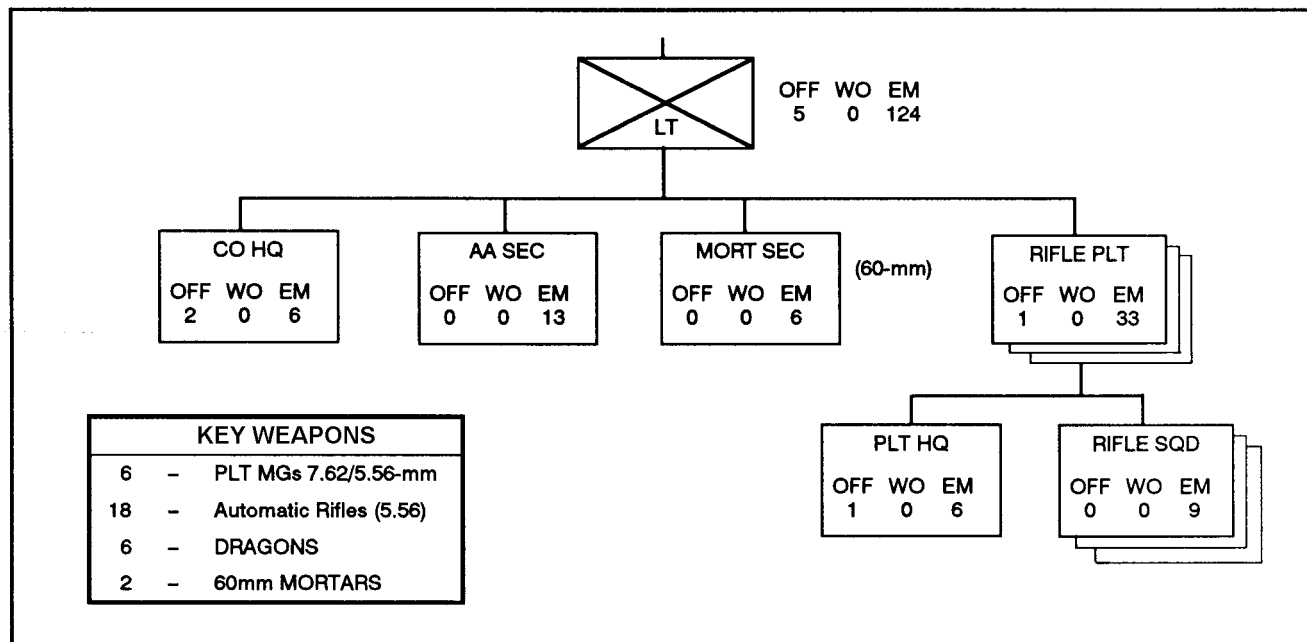 LT
OFF WO EM
5 0 124
CO HQ
OFF WO EM
2 0 6
AA SEC
OFF WO EM
0 0 13
MORT SEC
OFF WO EM
0 0 6
(60-mm)
RIFLE PLT
OFF WO EM
1 0 33
PLT HQ
OFF WO EM
1 0 6
RIFLE SQD
OFF WO EM
0 0 9
KEY WEAPONS
6 – PLT MGs 7.62/5.56-mm
18 – Automatic Rifles (5.56)
6 – DRAGONS
2 – 60mm MORTARS